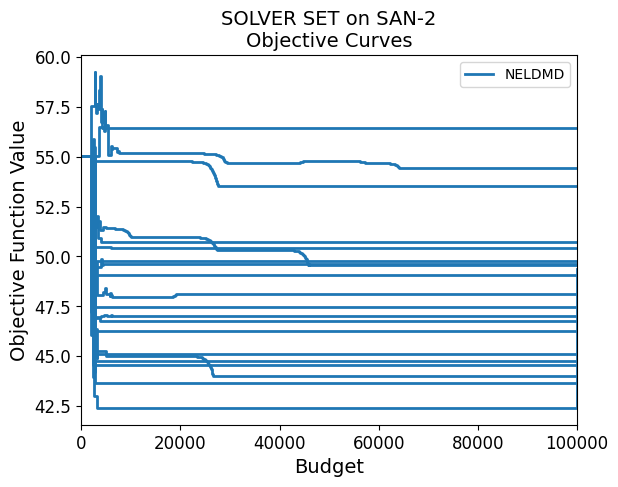 SOLVER SET on SAN-2
Objective Curves
NELDMD
60.0
57.5
55.0
52.5
50.0
47.5
45.0
42.5
Objective Function Value
0
20000
40000
60000
80000
100000
Budget